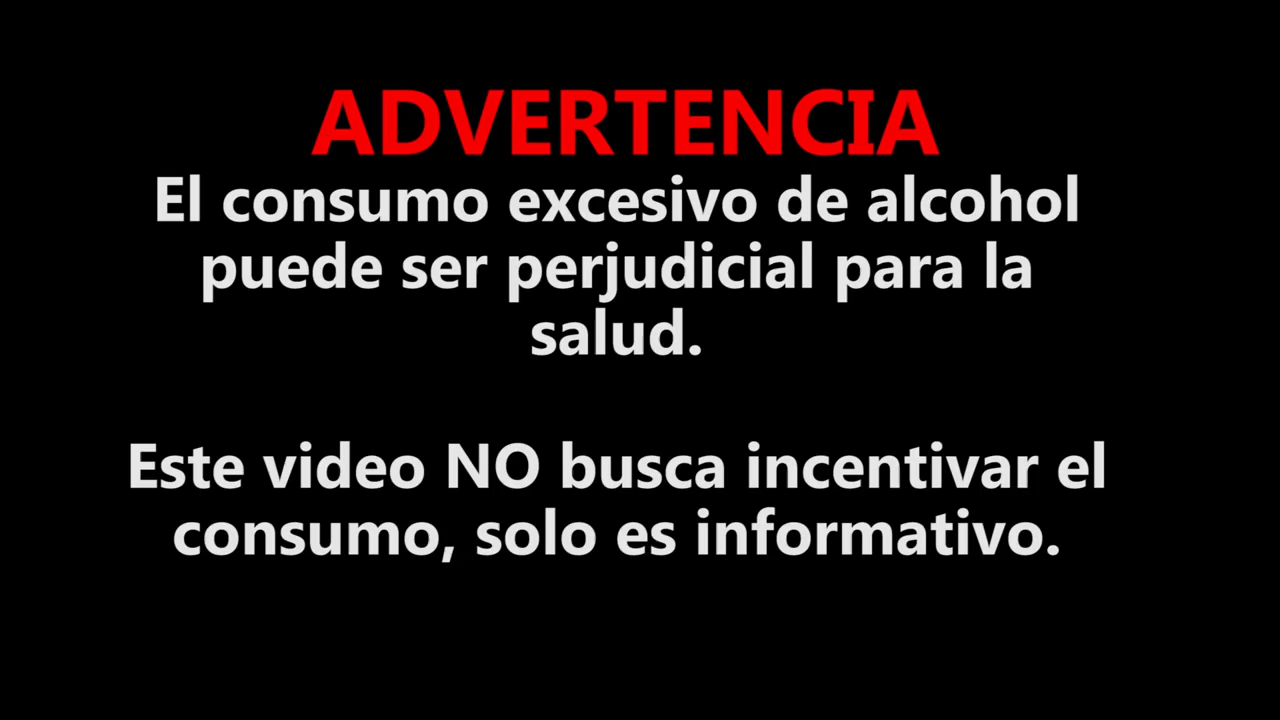 ADVERTENCIA
El consumo excesivo de alcohol
puede ser perjudicial para la
salud.
Este video NO busca incentivar el
consumo, solo es informativo.